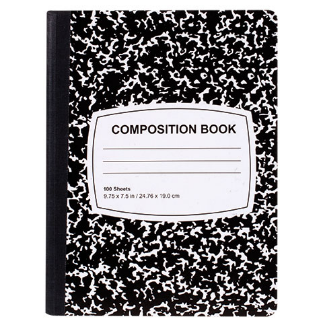 COMPOSITION BOOK
100 Sheets
9.75 x 7.5 in / 24.76 x 19.0 cm